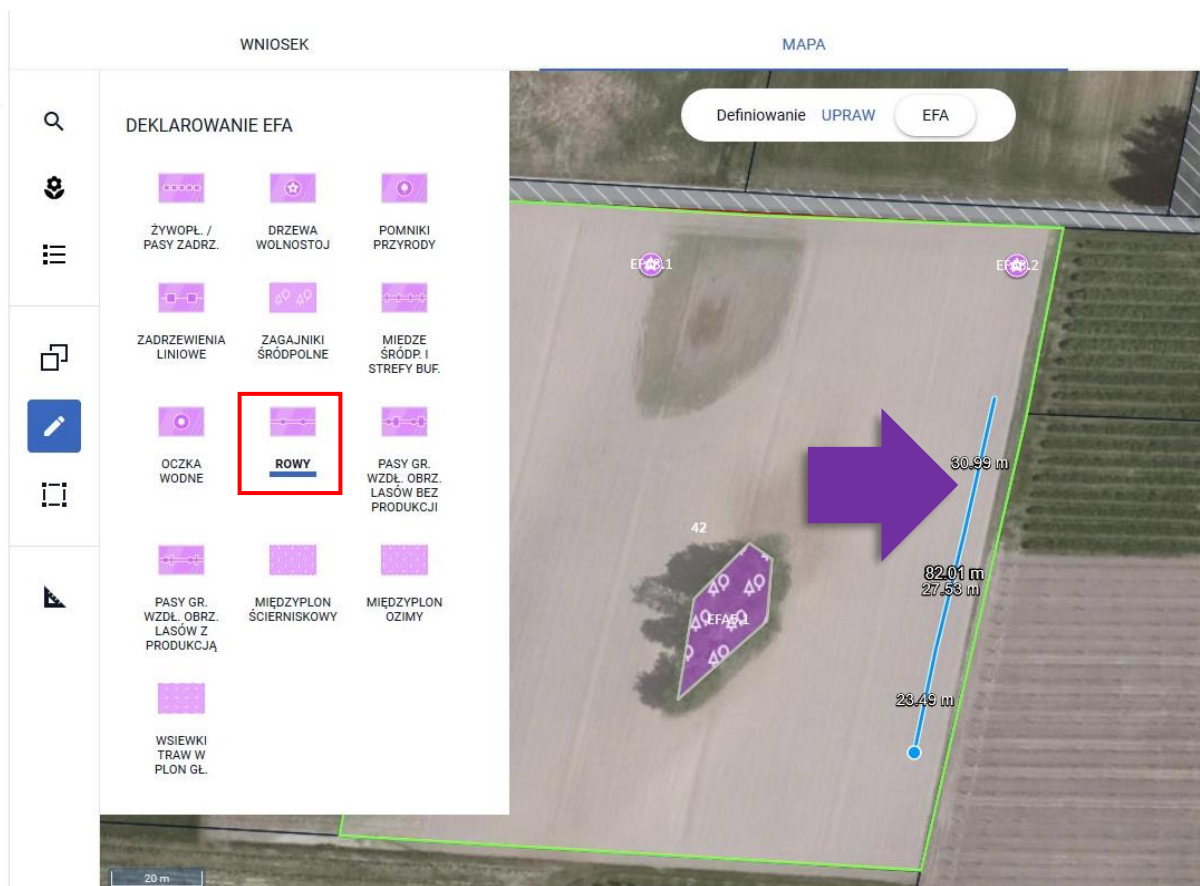 WNIOSEK
MAPA
DEKLAROWANIE EFA
Definiowanie UPRAW EFA
ŻYWOPŁ. /
PASY ZADRZ.
DRZEWA
WOLNOSTOJ
POMNIKI
PRZYRODY
ZADRZEWIENIA
LINIOWE
ZAGAJNIKI
ŚRÓDPOLNE
MIEDZE
ŚRÓDP. I
STREFY BUF.
OCZKA
WODNE
ROWY
PASY GR.
WZDŁ. OBRZ.
LASÓW BEZ
PRODUKCJI
PASY GR.
WZDŁ. OBRZ.
LASÓW Z
PRODUKCJĄ
MIĘDZYPLON
ŚCIERNISKOWY
MIĘDZYPLON
OZIMY
WSIEWKI
TRAW W
PLON GŁ.
30.99 m
42
82.01 m
27.53 m
EFA5.1
23.49 m
20 m